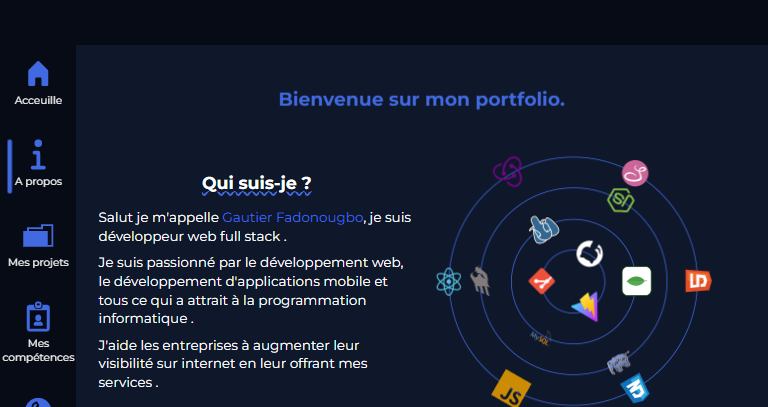 Bienvenue sur mon portfolio.
Acceuille
A propos
Mes projets
Mes
compétences
Qui suis-je ?
Salut je m'appelle Gautier Fadonougbo, je suis
développeur web full stack .
Je suis passionné par le développement web,
le développement d'applications mobile et
tous ce qui a attrait à la programmation
informatique .
J'aide les entreprises à augmenter leur
visibilité sur internet en leur offrant mes
services .
MySQL
JS